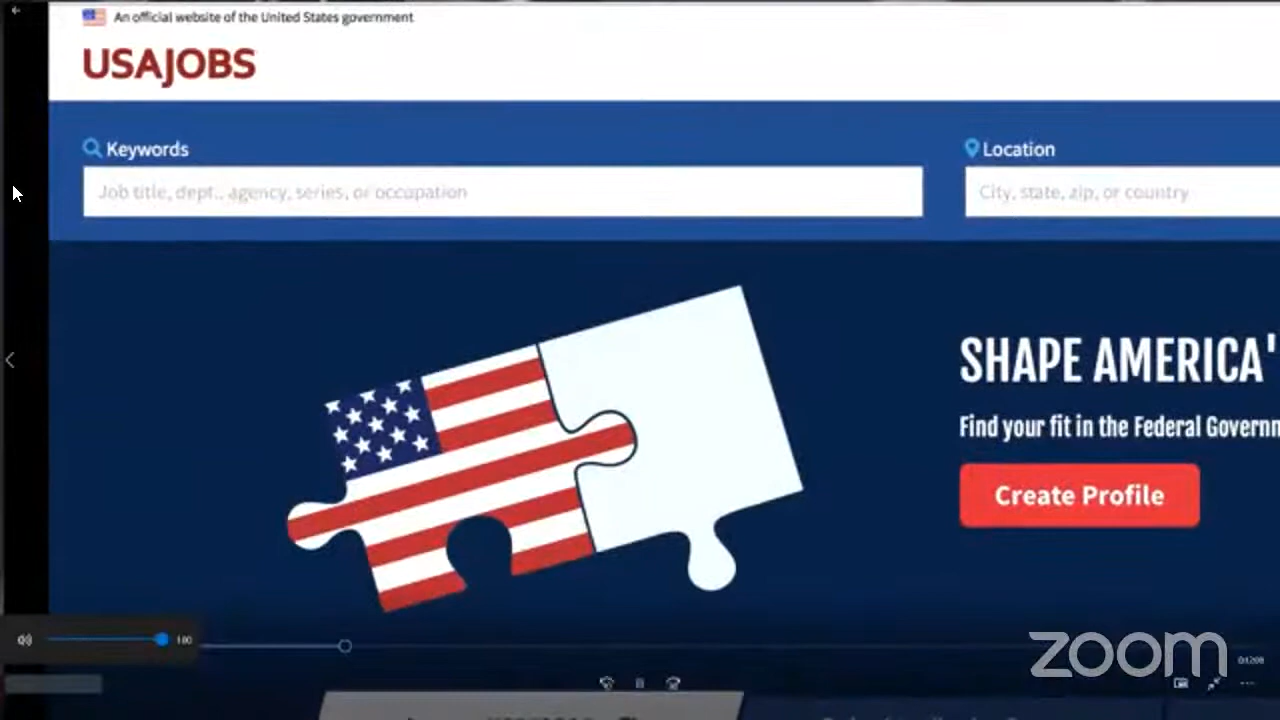 An official website of the United States government
USAJOBS
Keywords
Location
Job title, dept., agency, series, or occupation
City, state, zip, or country
SHAPE AMERICA'
Find your fit in the Federal Governm
Create Profile
100
zoom